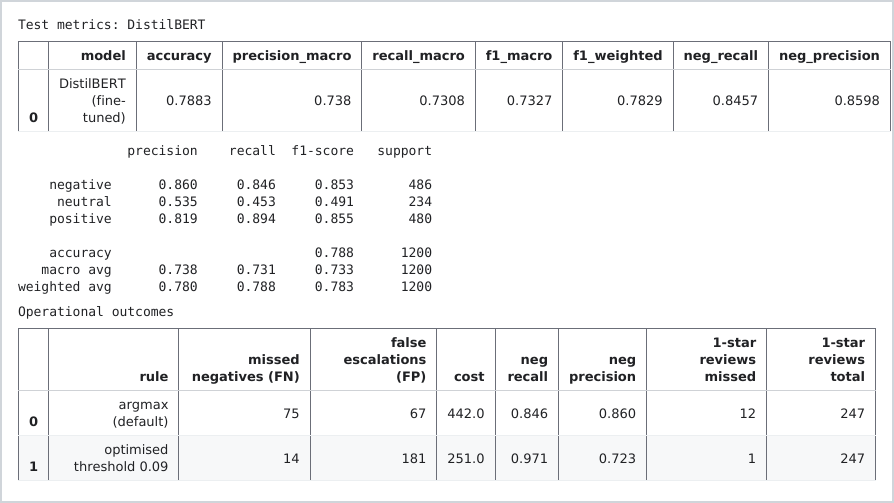 Test metrics: DistilBERT
model accuracy precision_macro recall_macro f1_macro f1_weighted neg_recall neg_precision
0 DistilBERT (fine-tuned) 0.7883 0.738 0.7308 0.7327 0.7829 0.8457 0.8598
precision recall f1-score support
negative 0.860 0.846 0.853 486
neutral 0.535 0.453 0.491 234
positive 0.819 0.894 0.855 480
accuracy 0.788 1200
macro avg 0.738 0.731 0.733 1200
weighted avg 0.780 0.788 0.783 1200
Operational outcomes
rule missed negatives (FN) false escalations (FP) cost neg recall neg precision 1-star reviews missed 1-star reviews total
0 argmax (default) 75 67 442.0 0.846 0.860 12 247
1 optimised threshold 0.09 14 181 251.0 0.971 0.723 1 247